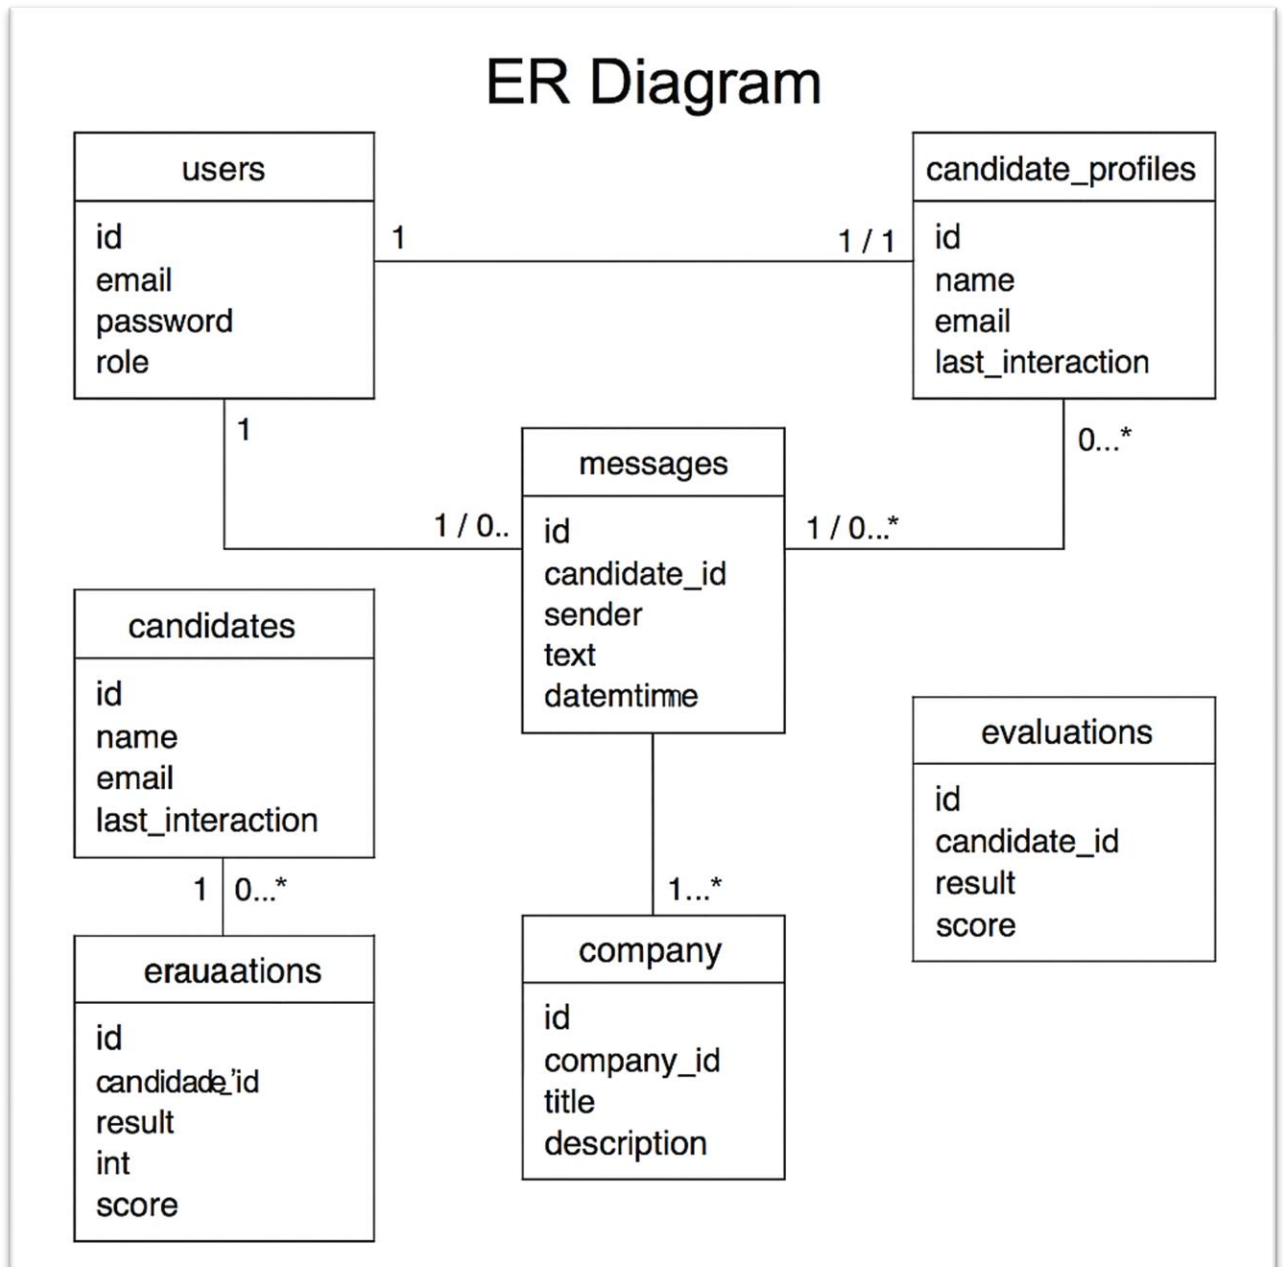 ER Diagram
users
id
email
password
role
1
1 / 1
candidate_profiles
id
name
email
last_interaction
1
1 / 0..
messages
id
candidate_id
sender
text
datemtime
1 / 0...*
0...*
candidates
id
name
email
last_interaction
1
0...*
erauaations
id
candidade_'id
result
int
score
1...*
company
id
company_id
title
description
evaluations
id
candidate_id
result
score